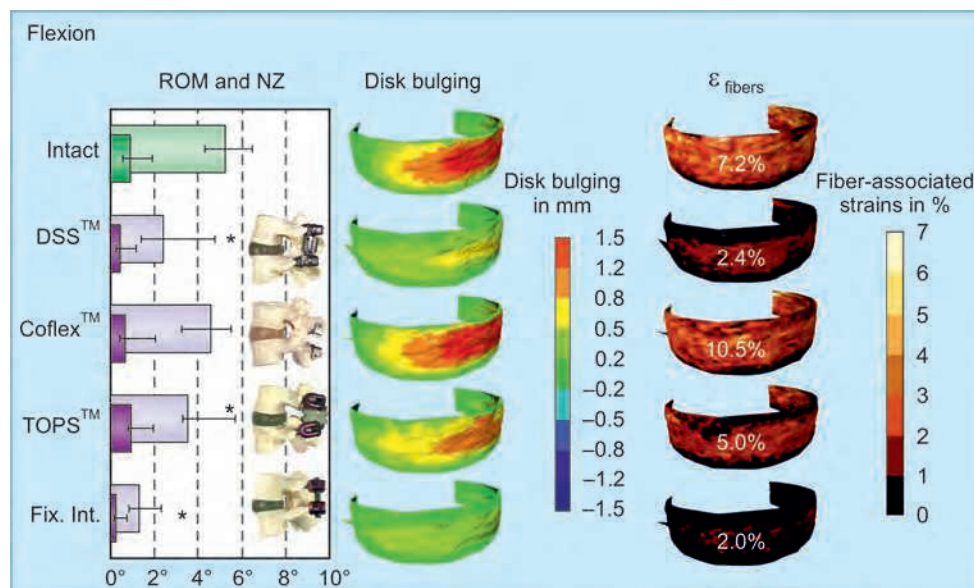 Flexion
ROM and NZ
Disk bulging
ε fibers
Intact
DSS™
Coflex™
TOPS™
Fix. Int.
*
*
*
0° 2° 4° 6° 8° 10°
Disk bulging
in mm
1.5
1.2
0.8
0.5
0.2
–0.2
–0.5
–0.8
–1.2
–1.5
7.2%
2.4%
10.5%
5.0%
2.0%
Fiber-associated
strains in %
7
6
5
4
3
2
1
0